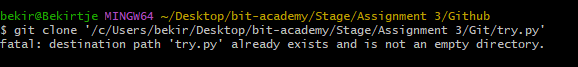 bekir@Bekirtje MINGW64 ~/Desktop/bit-academy/Stage/Assignment 3/Github
$ git clone '/c/Users/bekir/Desktop/bit-academy/Stage/Assignment 3/Git/try.py'
fatal: destination path 'try.py' already exists and is not an empty directory.